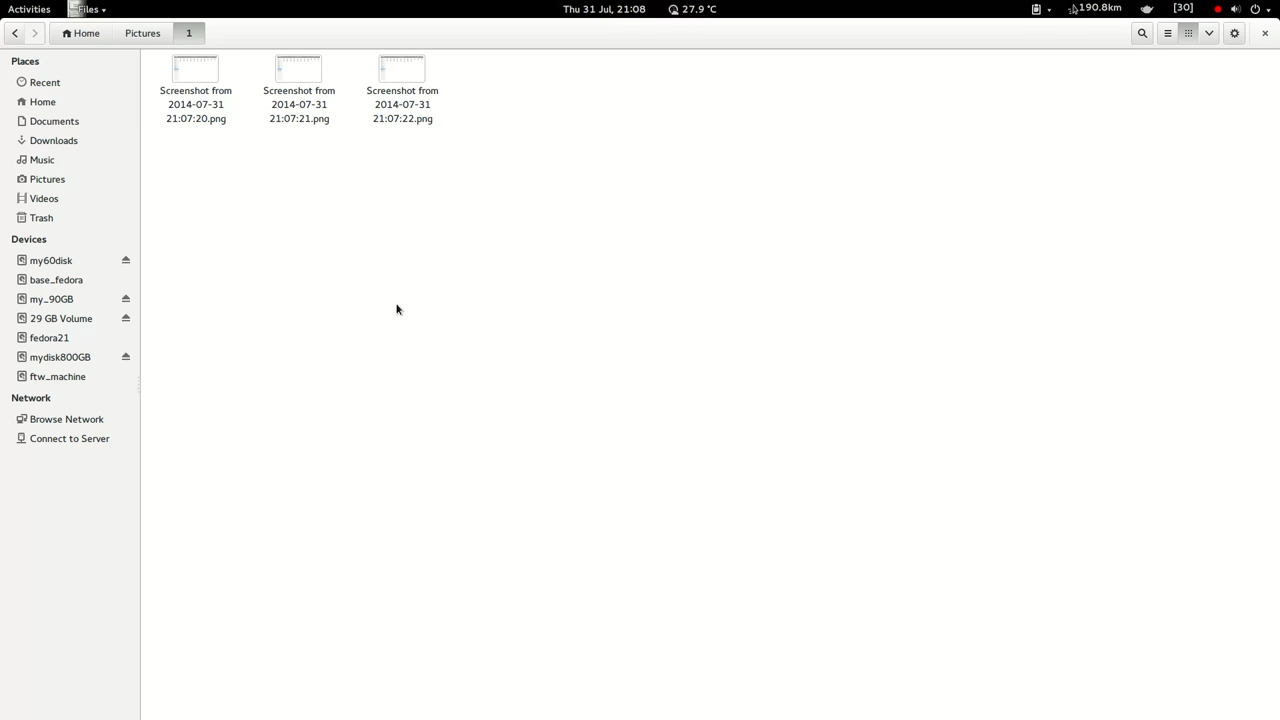 Activities
Files
Thu 31 Jul, 21:08
27.9 °C
190.8km
[30]
Home
Pictures
1
Places
Recent
Home
Documents
Downloads
Music
Pictures
Videos
Trash
Devices
my60disk
base_fedora
my_90GB
29 GB Volume
fedora21
mydisk800GB
ftw_machine
Network
Browse Network
Connect to Server
Screenshot from
2014-07-31
21:07:20.png
Screenshot from
2014-07-31
21:07:21.png
Screenshot from
2014-07-31
21:07:22.png